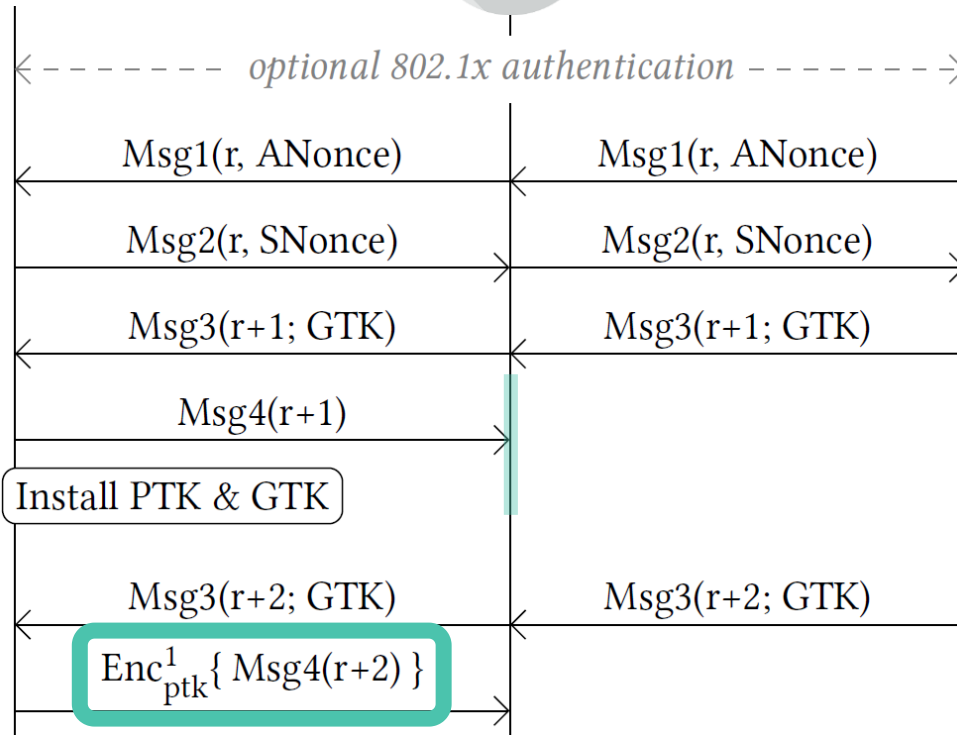 optional 802.1x authentication
Msg1(r, ANonce) Msg1(r, ANonce)
Msg2(r, SNonce) Msg2(r, SNonce)
Msg3(r+1; GTK) Msg3(r+1; GTK)
Msg4(r+1)
Install PTK & GTK
Msg3(r+2; GTK) Msg3(r+2; GTK)
Enc¹ptk{ Msg4(r+2) }